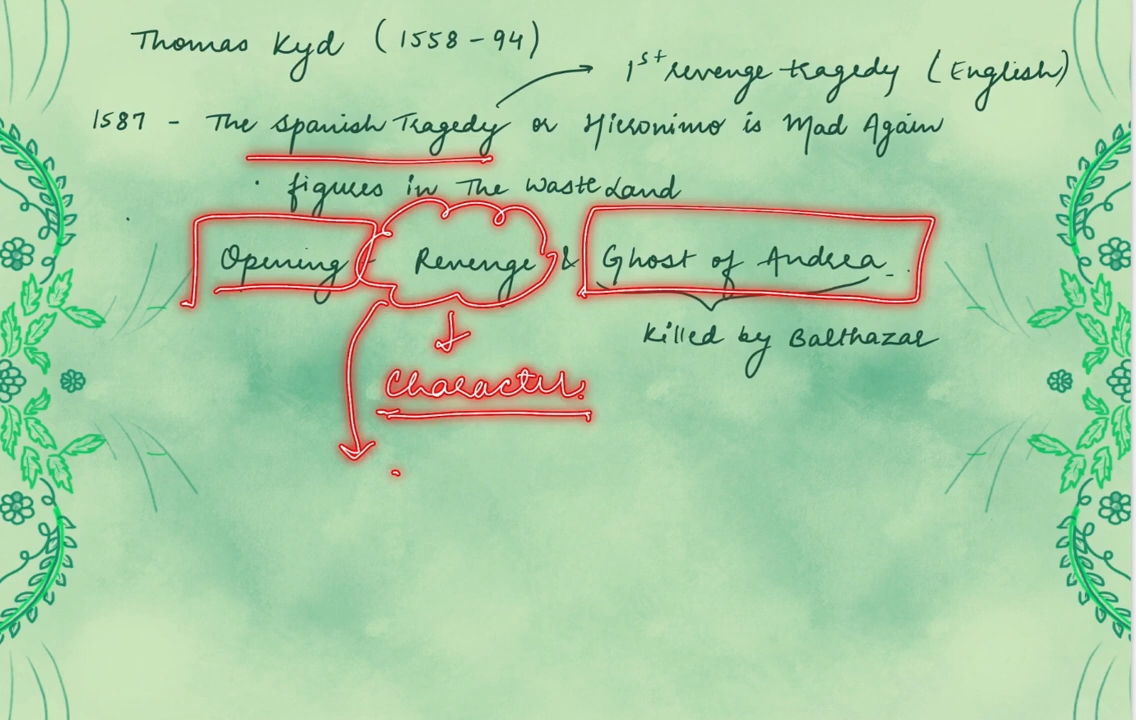 Thomas Kyd (1558-94)
1st revenge tragedy (English)
1587 - The Spanish Tragedy or Hieronimo is Mad Again
· figures in The Waste Land
Opening - Revenge & Ghost of Andrea.
killed by Balthazar
Character.